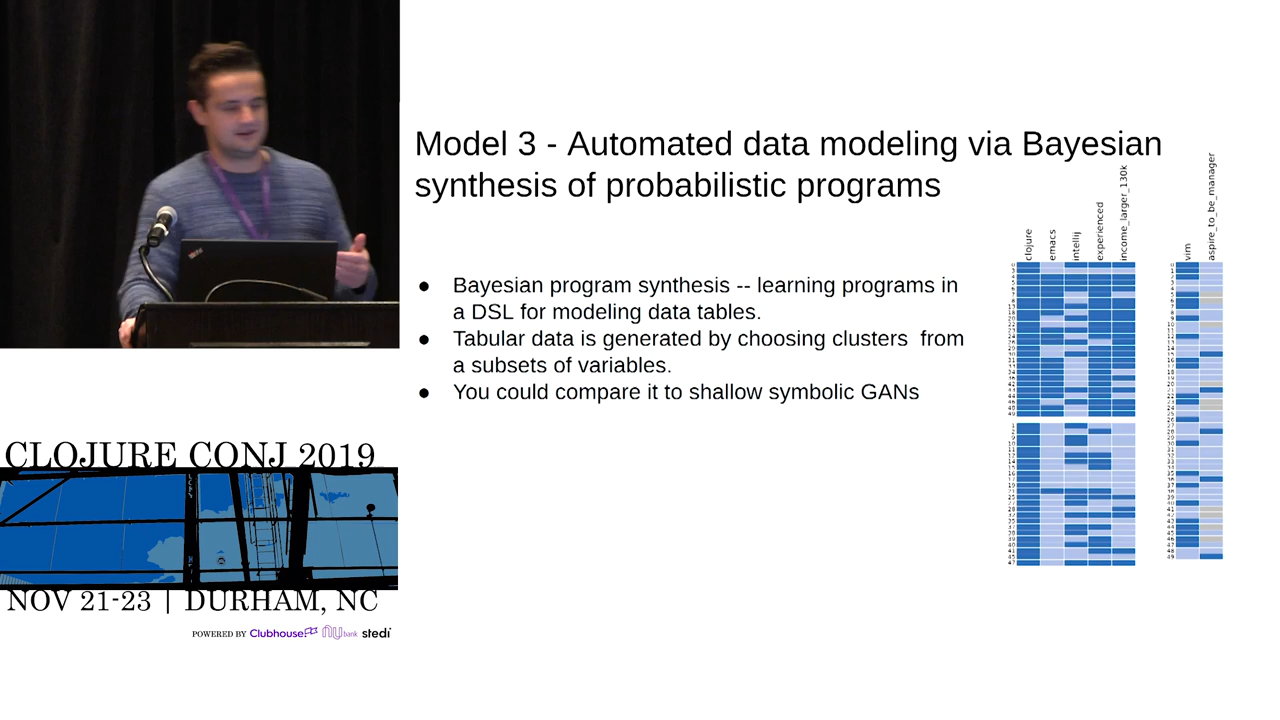 Model 3 - Automated data modeling via Bayesian
synthesis of probabilistic programs
● Bayesian program synthesis -- learning programs in
a DSL for modeling data tables.
● Tabular data is generated by choosing clusters  from
a subsets of variables.
● You could compare it to shallow symbolic GANs
clojure
emacs
intellij
experienced
income_larger_130k
vim
aspire_to_be_manager
CLOJURE CONJ 2019
NOV 21-23 | DURHAM, NC
POWERED BY Clubhouse nu bank stedi